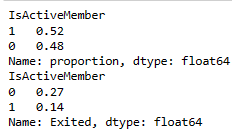 IsActiveMember
1   0.52
0   0.48
Name: proportion, dtype: float64
IsActiveMember
0   0.27
1   0.14
Name: Exited, dtype: float64